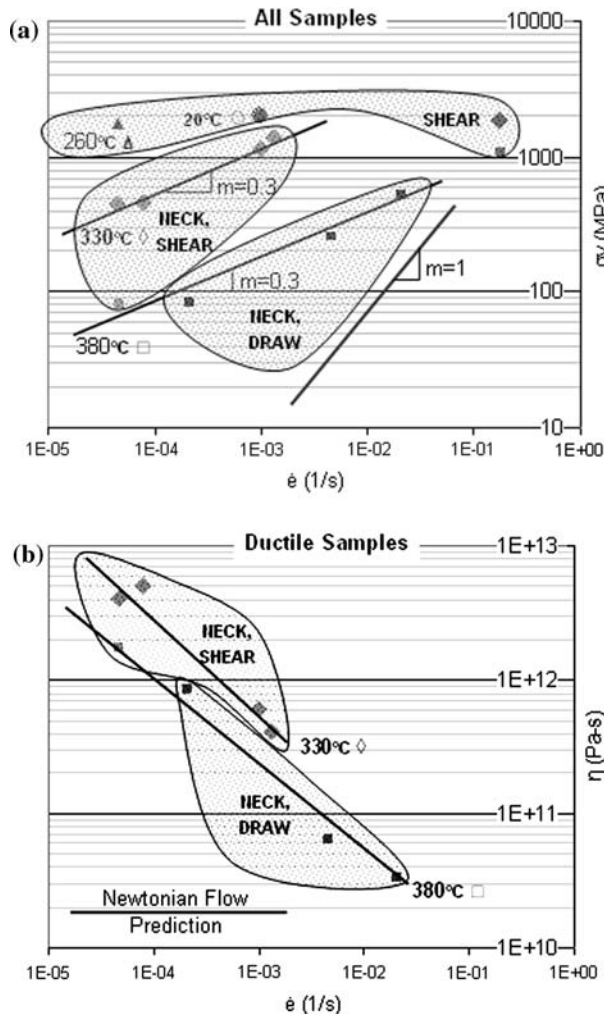 (a) All Samples
10000
SHEAR
20°C ○
260°C △
1000
m=0.3
NECK,
SHEAR
330°C ◊
m=1
m=0.3
100
NECK,
DRAW
380°C □
10
σy (MPa)
1E-05 1E-04 1E-03 1E-02 1E-01 1E+00
ė (1/s)
(b) Ductile Samples
1E+13
NECK,
SHEAR
1E+12
330°C ◊
η (Pa-s)
1E+11
NECK,
DRAW
380°C □
Newtonian Flow
Prediction
1E+10
1E-05 1E-04 1E-03 1E-02 1E-01 1E+00
ė (1/s)